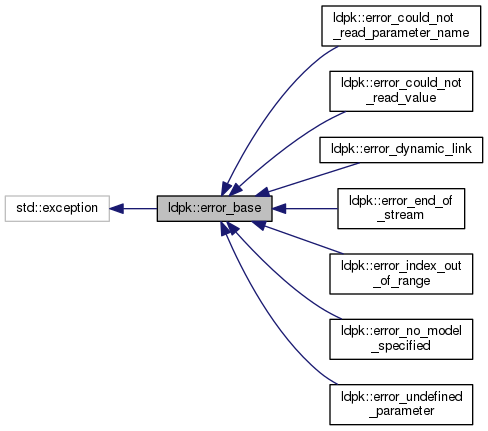 ldpk::error_could_not
_read_parameter_name
ldpk::error_could_not
_read_value
ldpk::error_dynamic_link
std::exception
ldpk::error_base
ldpk::error_end_of
_stream
ldpk::error_index_out
_of_range
ldpk::error_no_model
_specified
ldpk::error_undefined
_parameter